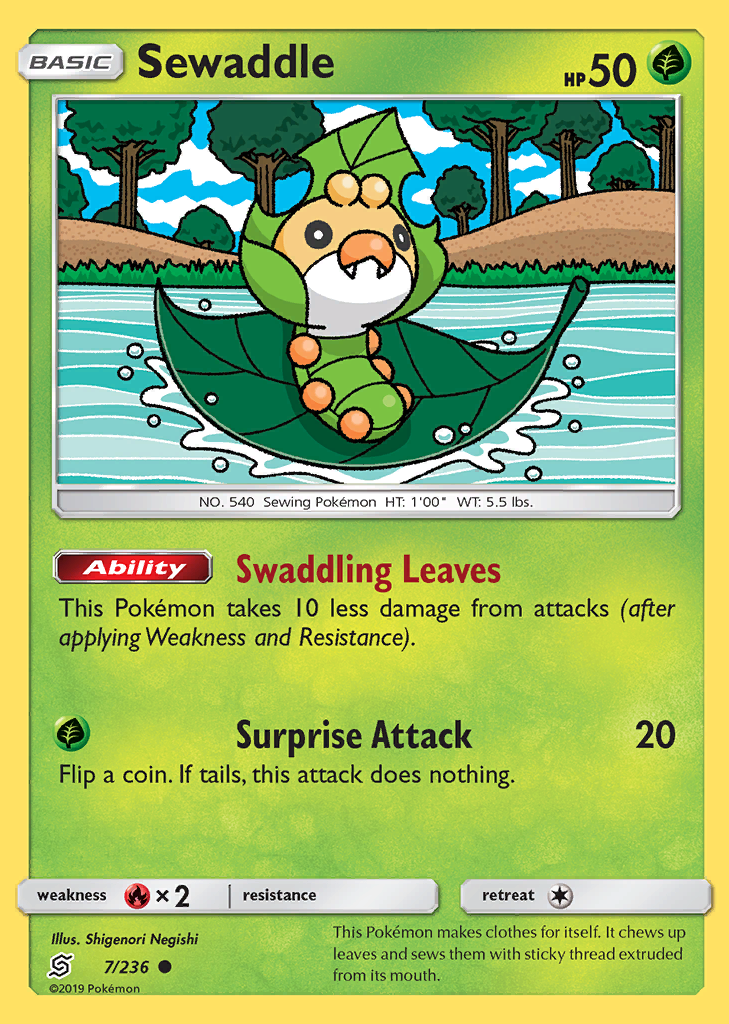 BASIC Sewaddle HP 50
NO. 540 Sewing Pokémon HT: 1'00" WT: 5.5 lbs.
Ability Swaddling Leaves
This Pokémon takes 10 less damage from attacks (after
applying Weakness and Resistance).
Surprise Attack 20
Flip a coin. If tails, this attack does nothing.
weakness × 2 resistance retreat
Illus. Shigenori Negishi
7/236
©2019 Pokémon
This Pokémon makes clothes for itself. It chews up
leaves and sews them with sticky thread extruded
from its mouth.